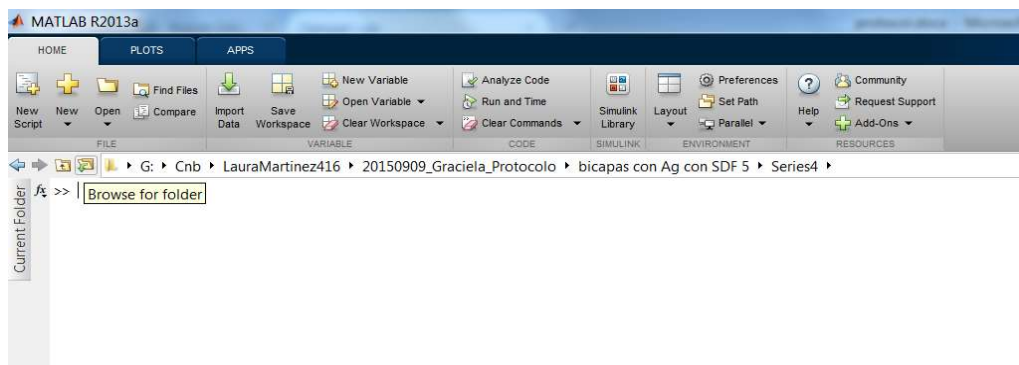 MATLAB R2013a
HOME PLOTS APPS
New Script
New
Open
Find Files
Compare
FILE
Import Data
Save Workspace
New Variable
Open Variable
Clear Workspace
VARIABLE
Analyze Code
Run and Time
Clear Commands
CODE
Simulink Library
SIMULINK
Layout
Preferences
Set Path
Parallel
ENVIRONMENT
Help
Community
Request Support
Add-Ons
RESOURCES
G: Cnb LauraMartinez416 20150909_Graciela_Protocolo bicapas con Ag con SDF 5 Series4
fx >>
Browse for folder
Current Folder